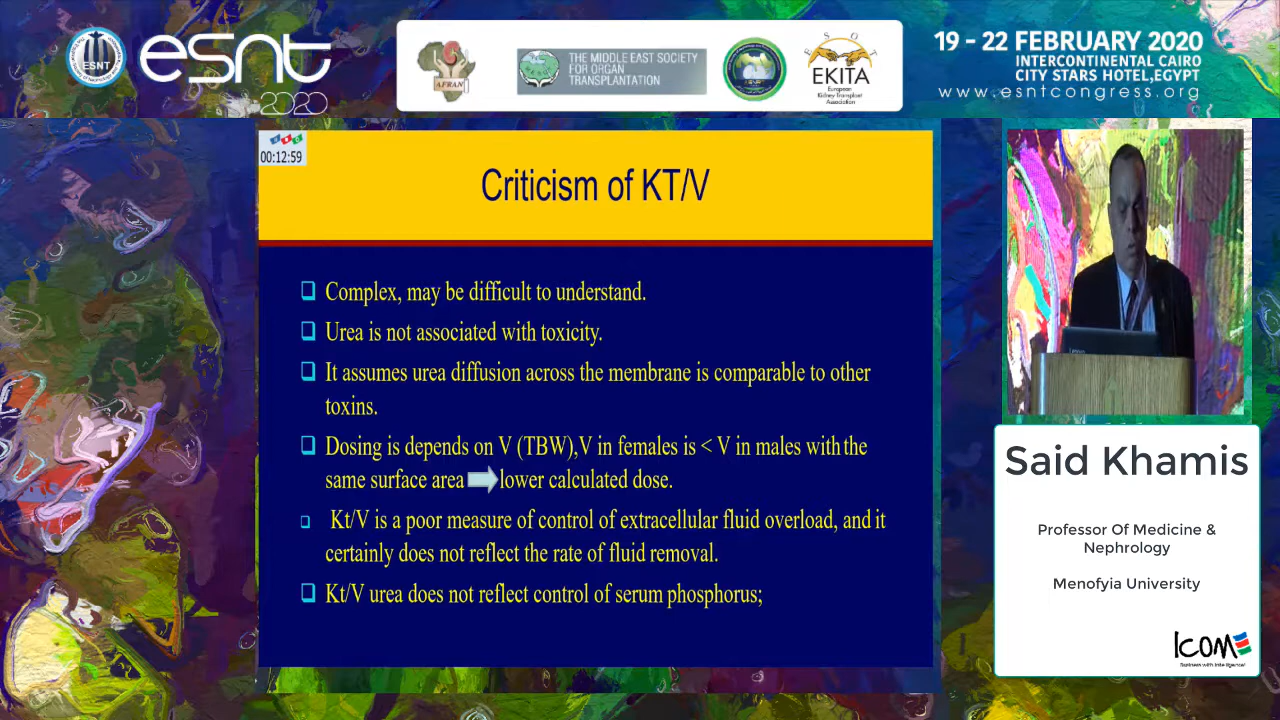 ESNT
esnt
2020
AFRAN
THE MIDDLE EAST SOCIETY
FOR ORGAN
TRANSPLANTATION
E S O T
EKITA
European
Kidney Transplant
Association
19 - 22 FEBRUARY 2020
INTERCONTINENTAL CAIRO
CITY STARS HOTEL,EGYPT
www.esntcongress.org
00:12:59
Criticism of KT/V
Complex, may be difficult to understand.
Urea is not associated with toxicity.
It assumes urea diffusion across the membrane is comparable to other
toxins.
Dosing is depends on V (TBW),V in females is < V in males with the
same surface area lower calculated dose.
Kt/V is a poor measure of control of extracellular fluid overload, and it
certainly does not reflect the rate of fluid removal.
Kt/V urea does not reflect control of serum phosphorus;
Said Khamis
Professor Of Medicine &
Nephrology
Menofyia University
ICOM
Business with Intelligence!